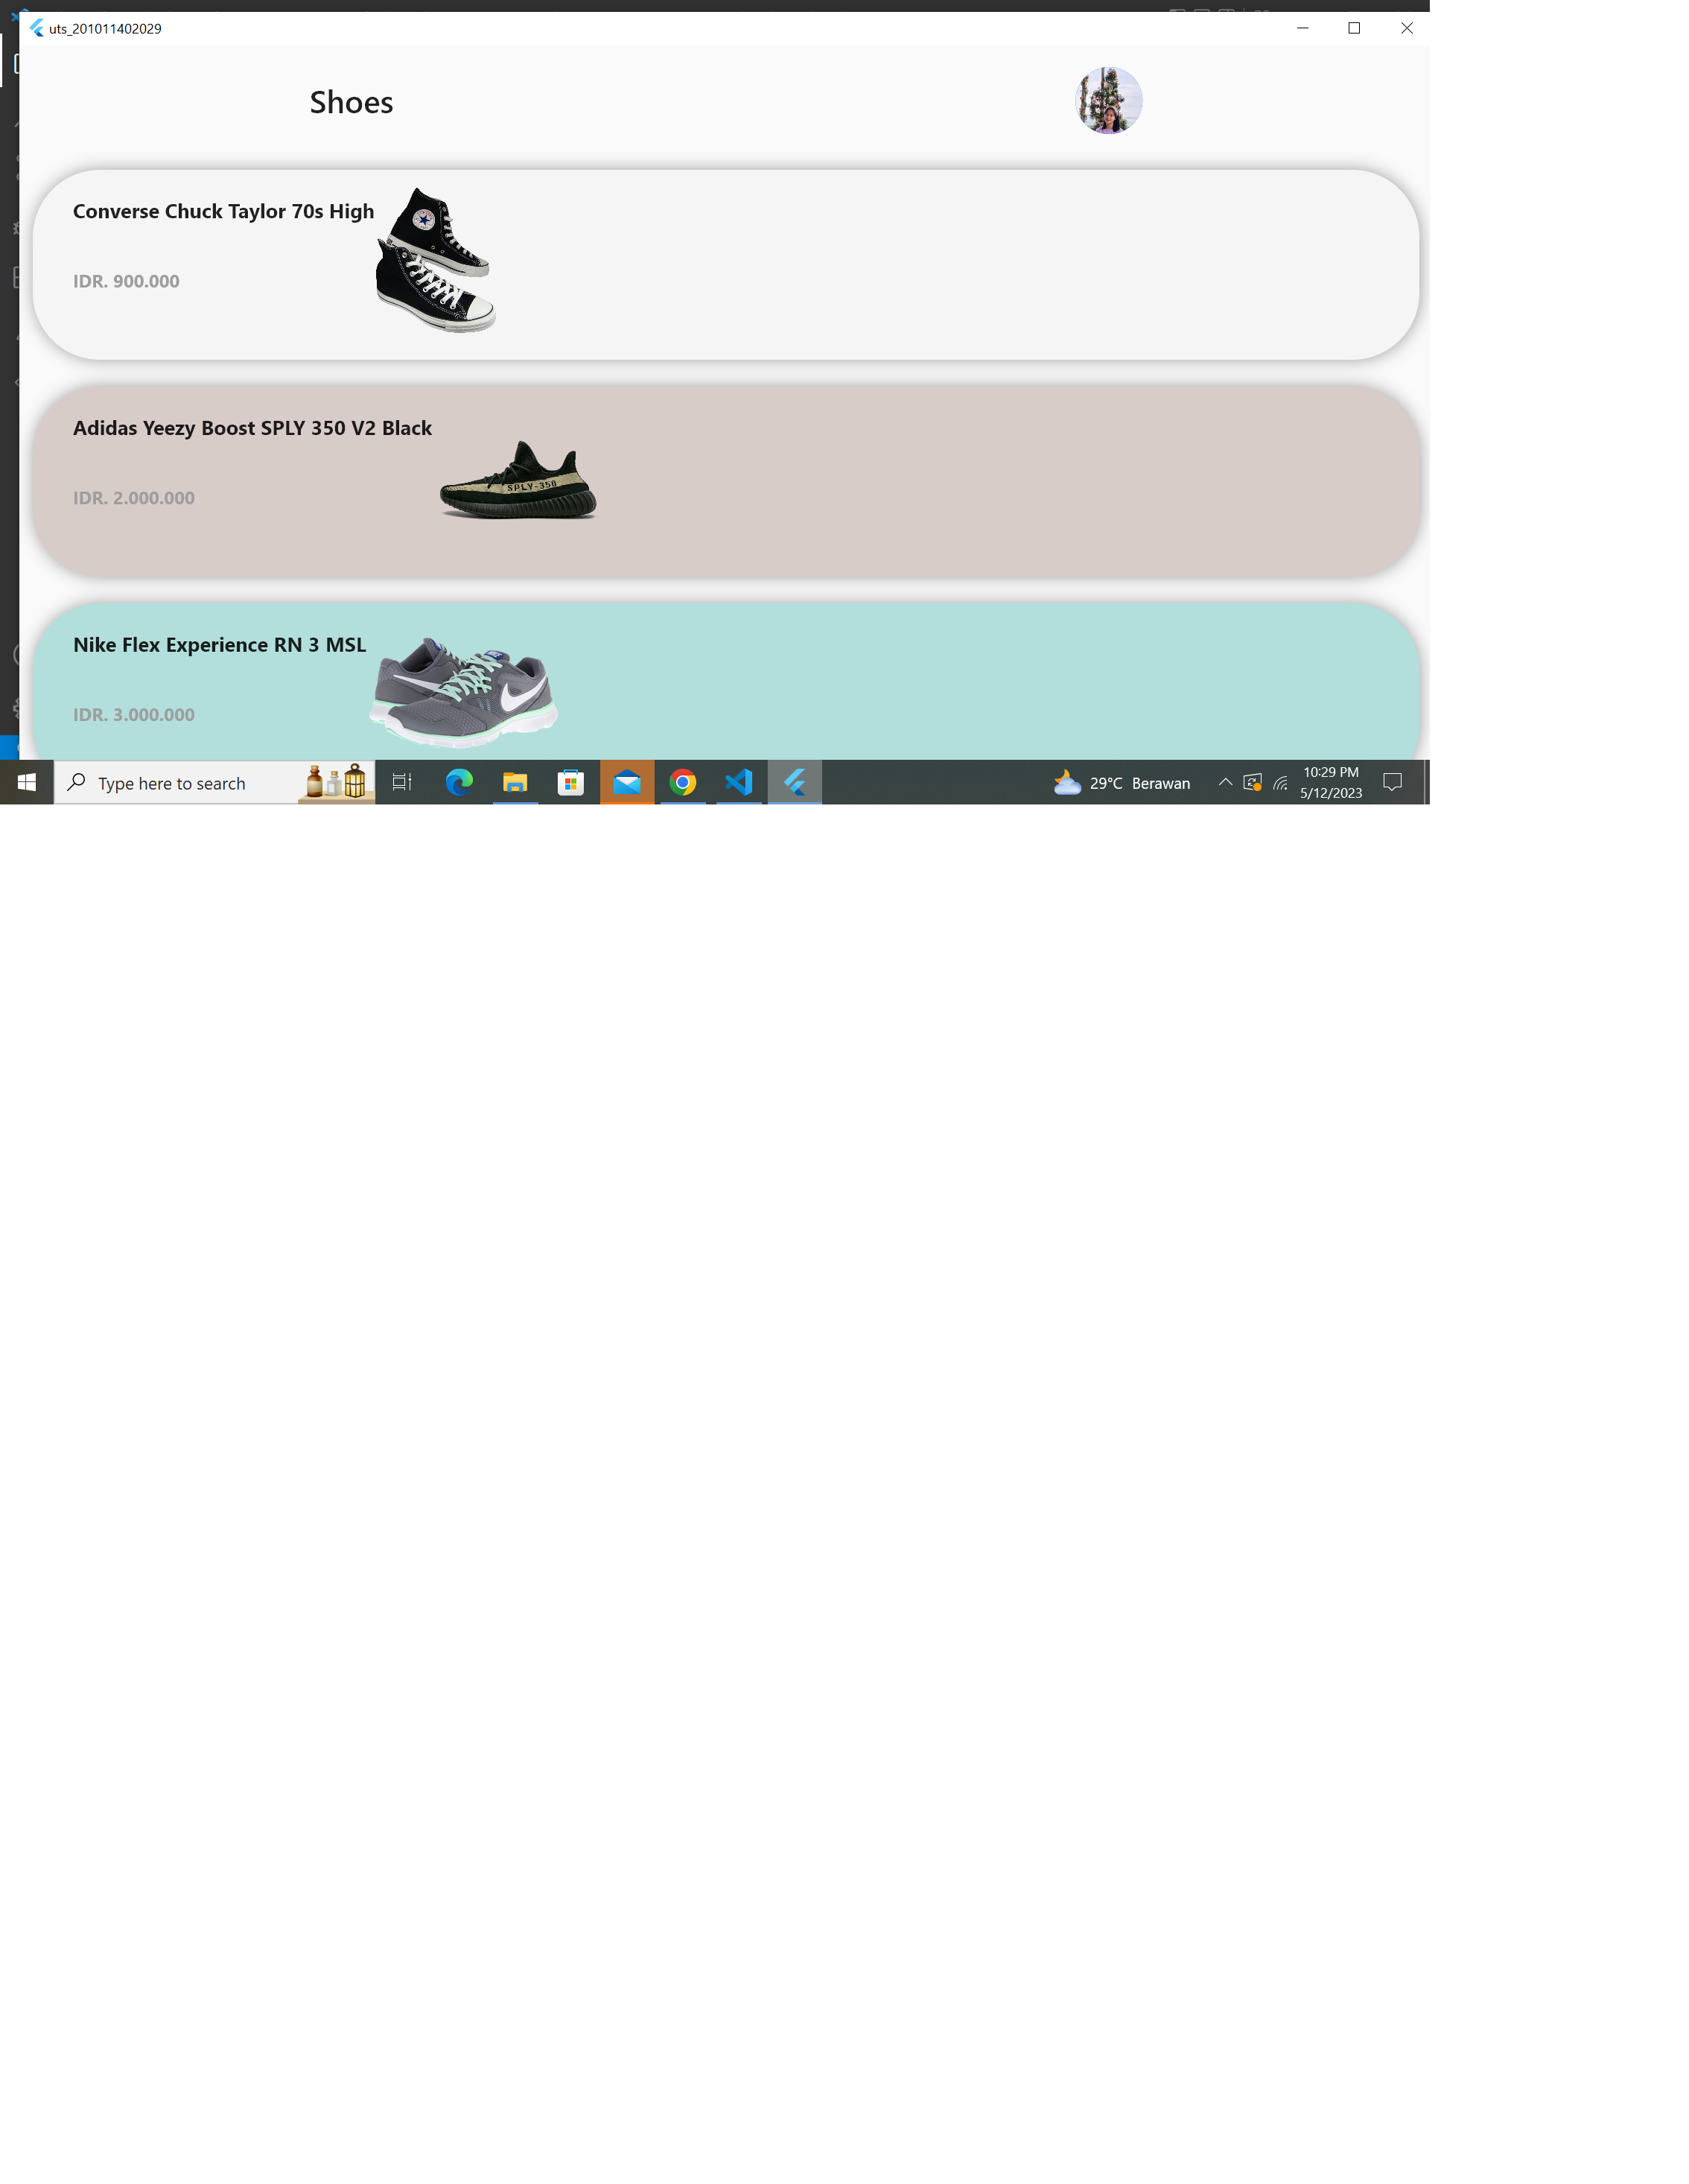 uts_201011402029
Shoes
Converse Chuck Taylor 70s High
IDR. 900.000
Adidas Yeezy Boost SPLY 350 V2 Black
SPLY-350
IDR. 2.000.000
Nike Flex Experience RN 3 MSL
IDR. 3.000.000
Type here to search
29°C Berawan
10:29 PM
5/12/2023